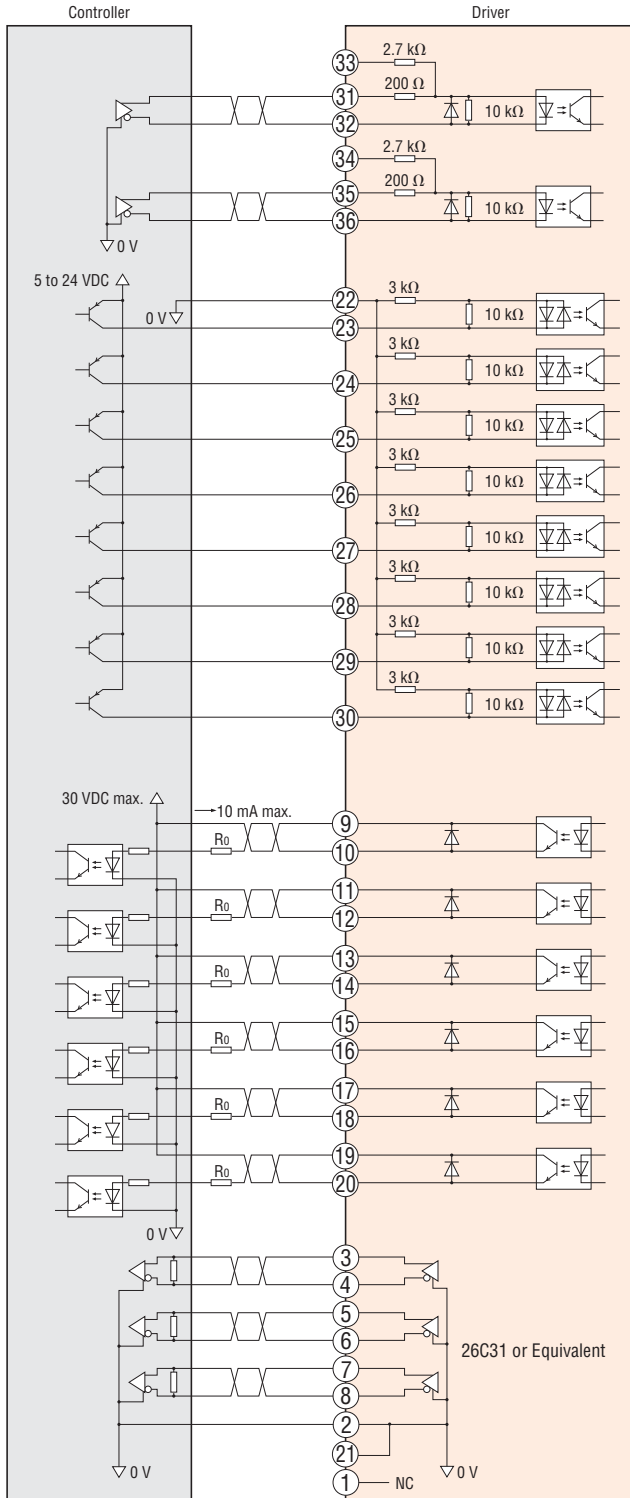 Controller Driver
33 2.7 kΩ
31 200 Ω
32 10 kΩ
34 2.7 kΩ
35 200 Ω
36 10 kΩ
0 V
5 to 24 VDC
0 V 22 3 kΩ
23 10 kΩ
3 kΩ
24 10 kΩ
3 kΩ
25 10 kΩ
3 kΩ
26 10 kΩ
3 kΩ
27 10 kΩ
3 kΩ
28 10 kΩ
3 kΩ
29 10 kΩ
3 kΩ
30 10 kΩ
30 VDC max.
10 mA max.
9
R0 10
11
R0 12
13
R0 14
15
R0 16
17
R0 18
19
R0 20
0 V
3
4
5
6
26C31 or Equivalent
7
8
2
21
0 V 0 V
1 NC